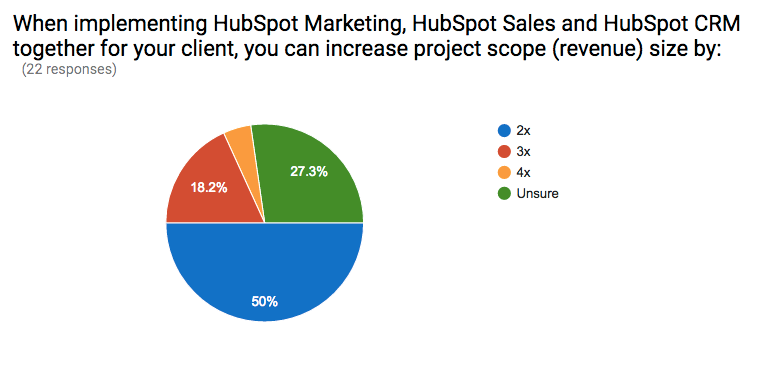 When implementing HubSpot Marketing, HubSpot Sales and HubSpot CRM
together for your client, you can increase project scope (revenue) size by:
(22 responses)
2x
3x
4x
Unsure
27.3%
18.2%
50%